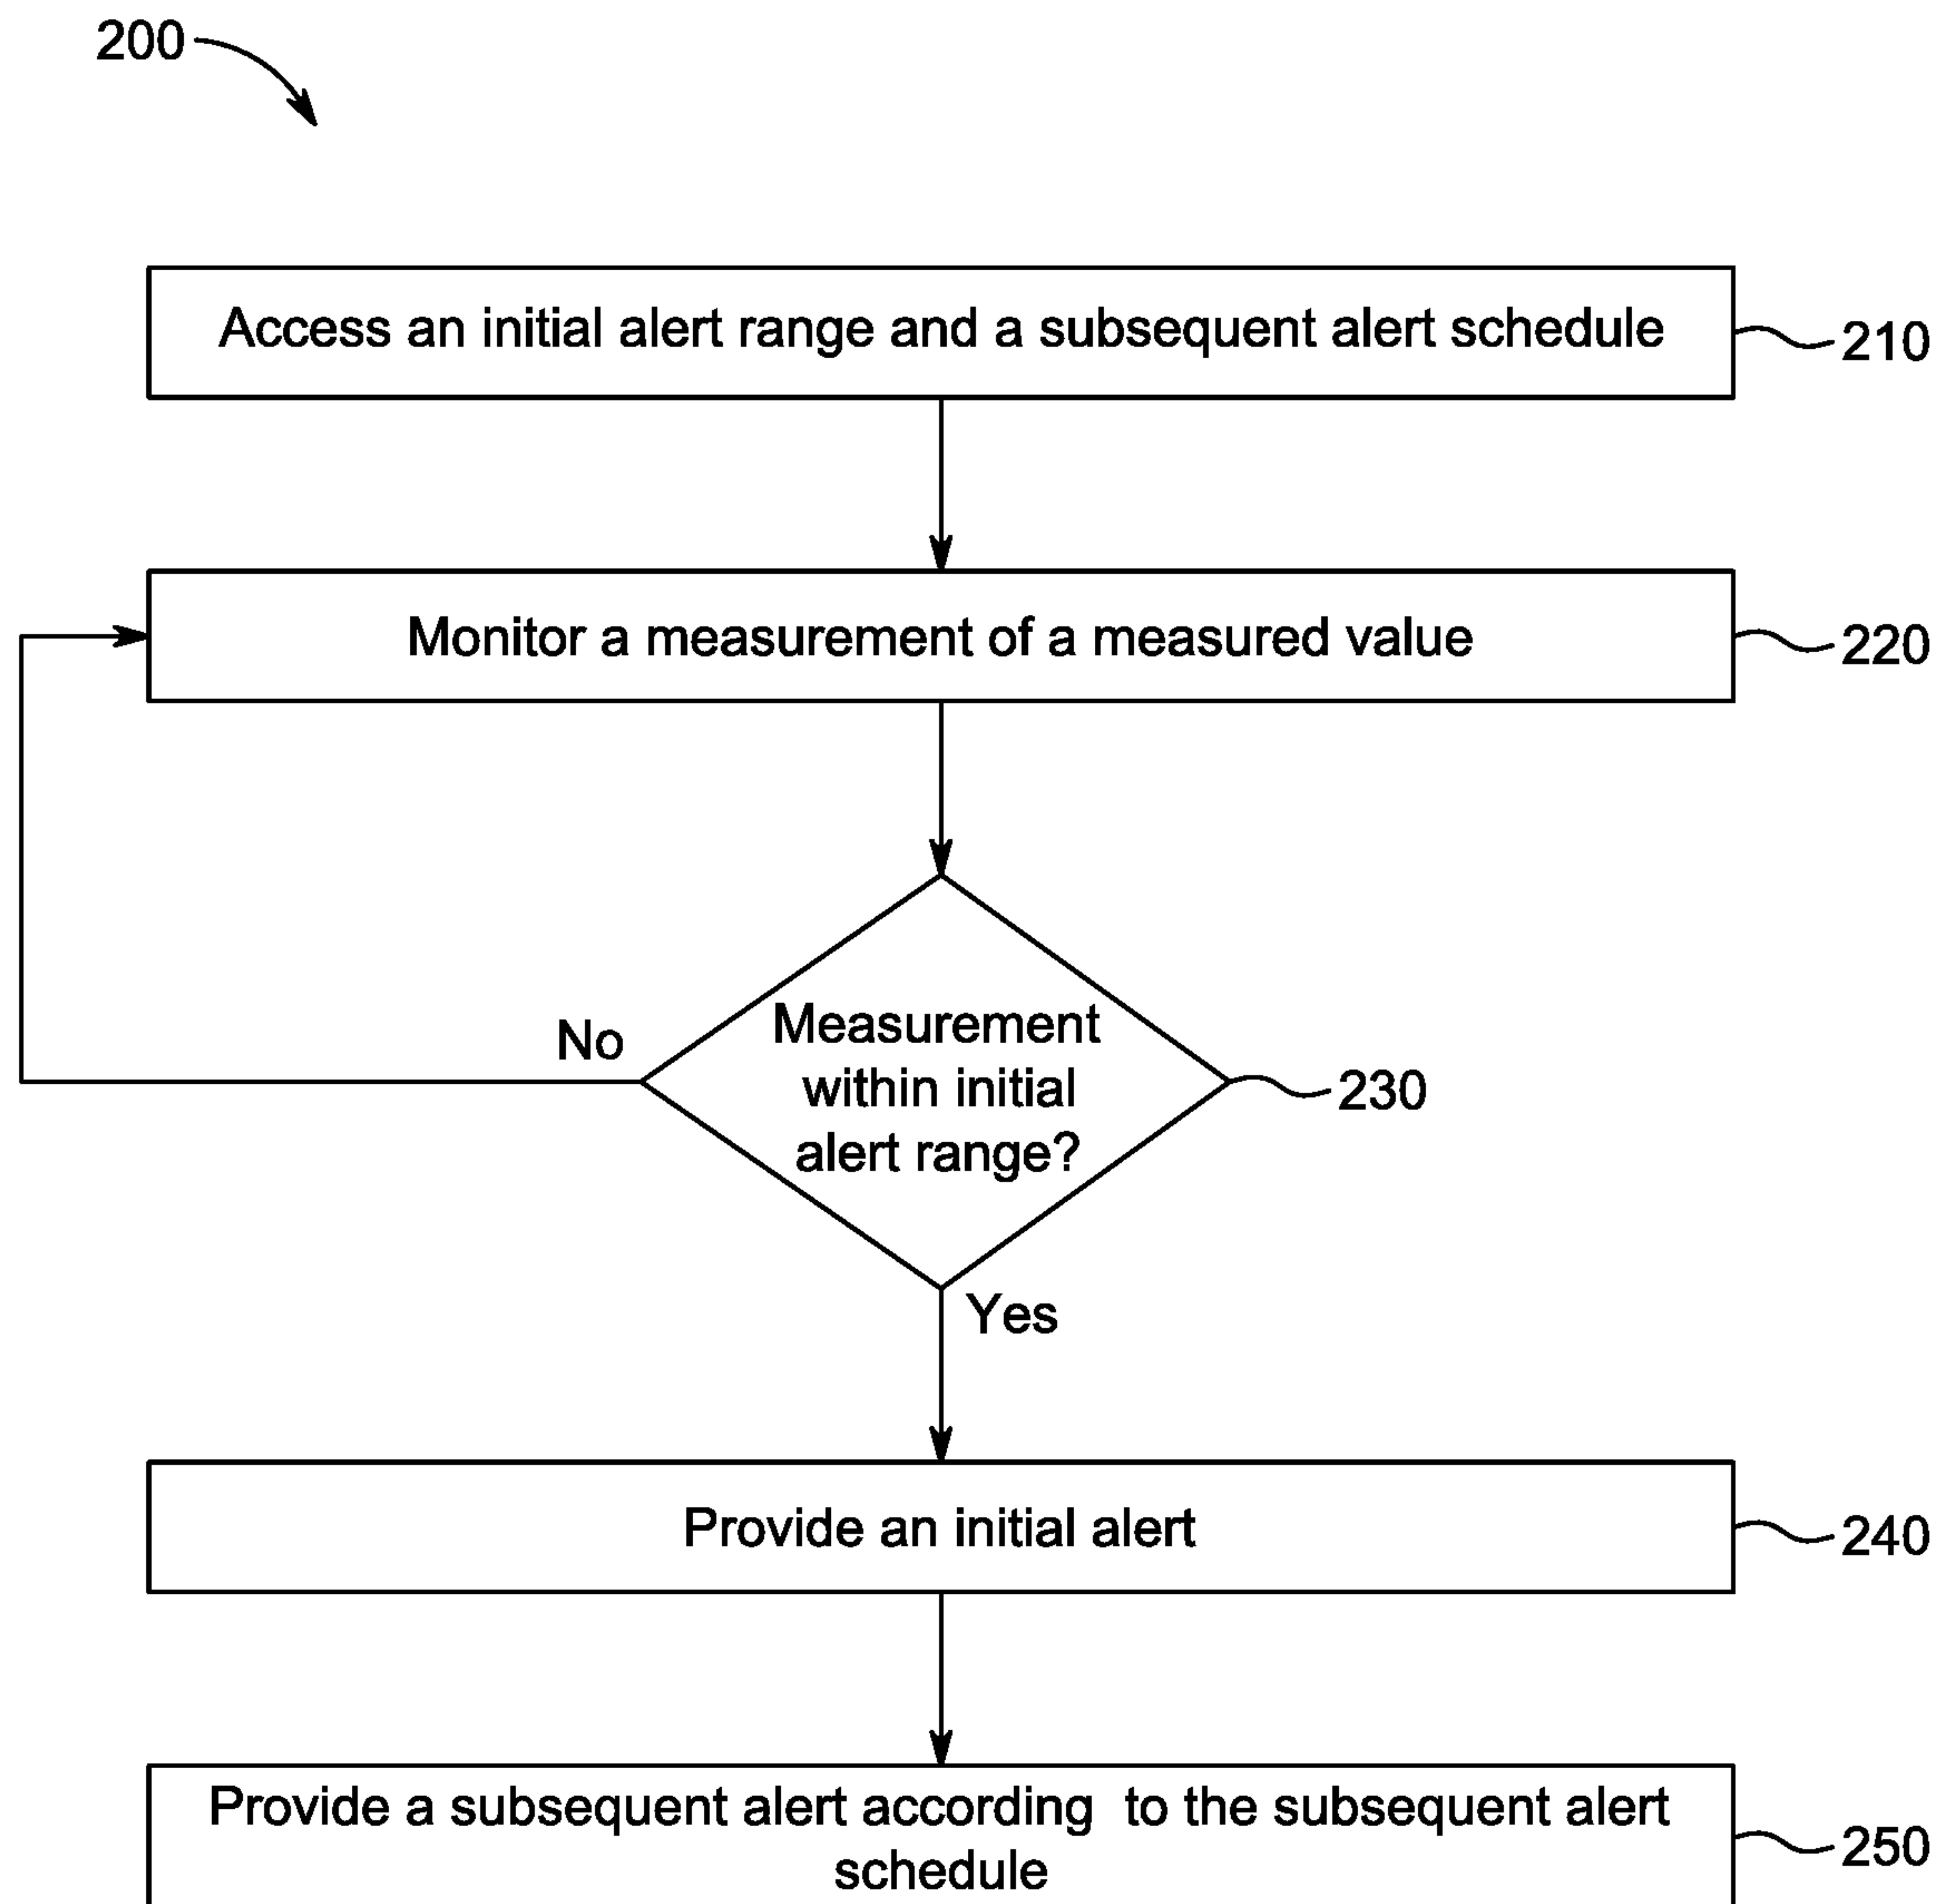 200
Access an initial alert range and a subsequent alert schedule
210
Monitor a measurement of a measured value
220
No
Measurement
within initial
alert range?
230
Yes
Provide an initial alert
240
Provide a subsequent alert according to the subsequent alert
schedule
250